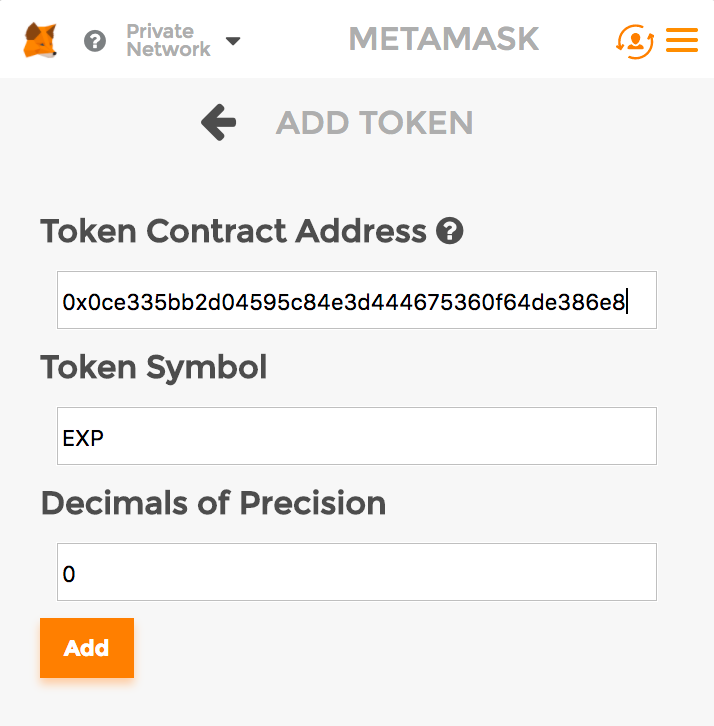 Private
Network
METAMASK
ADD TOKEN
Token Contract Address
0x0ce335bb2d04595c84e3d444675360f64de386e8
Token Symbol
EXP
Decimals of Precision
0
Add